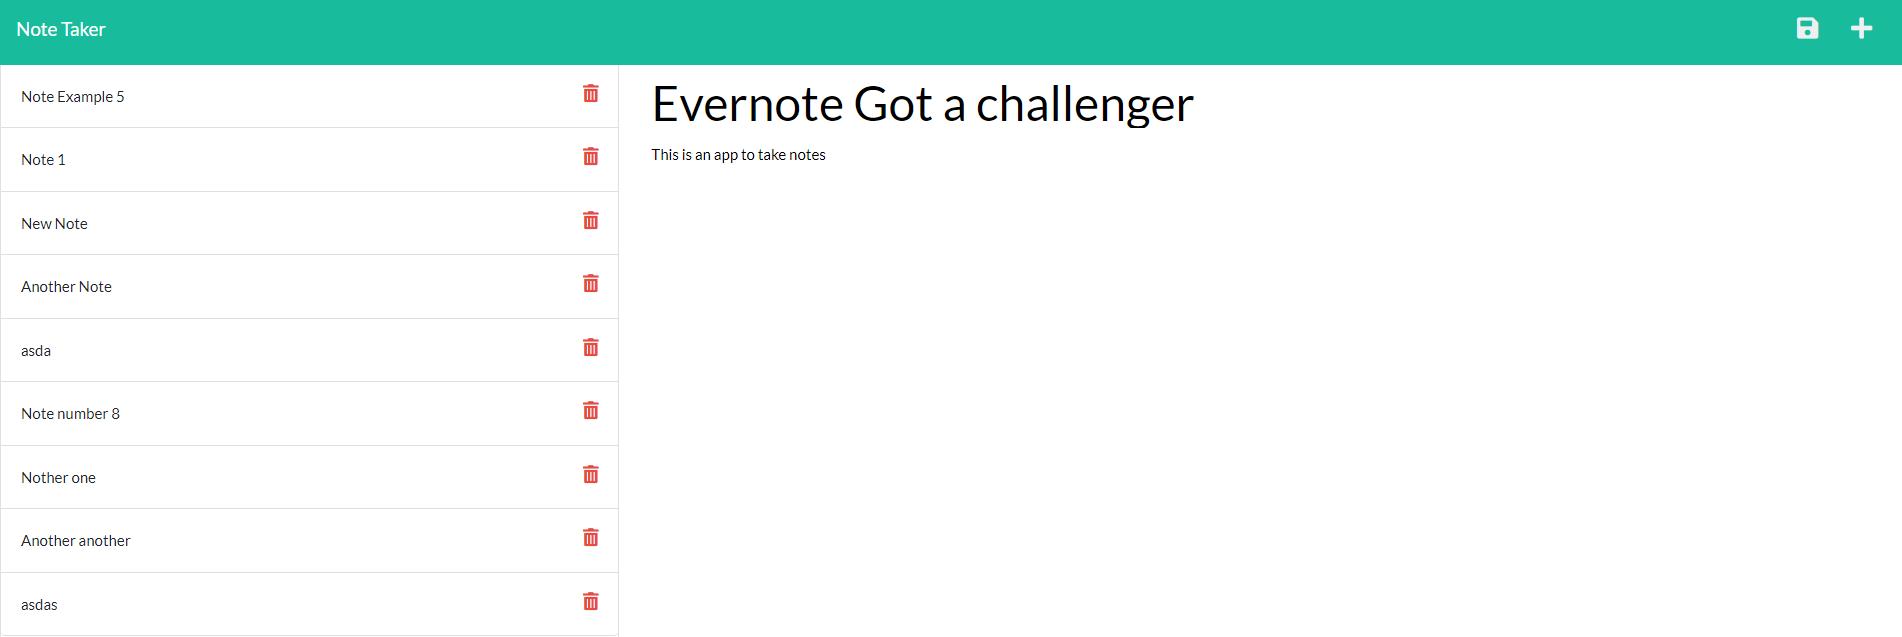 Note Taker
Note Example 5
Note 1
New Note
Another Note
asda
Note number 8
Nother one
Another another
asdas
Evernote Got a challenger
This is an app to take notes